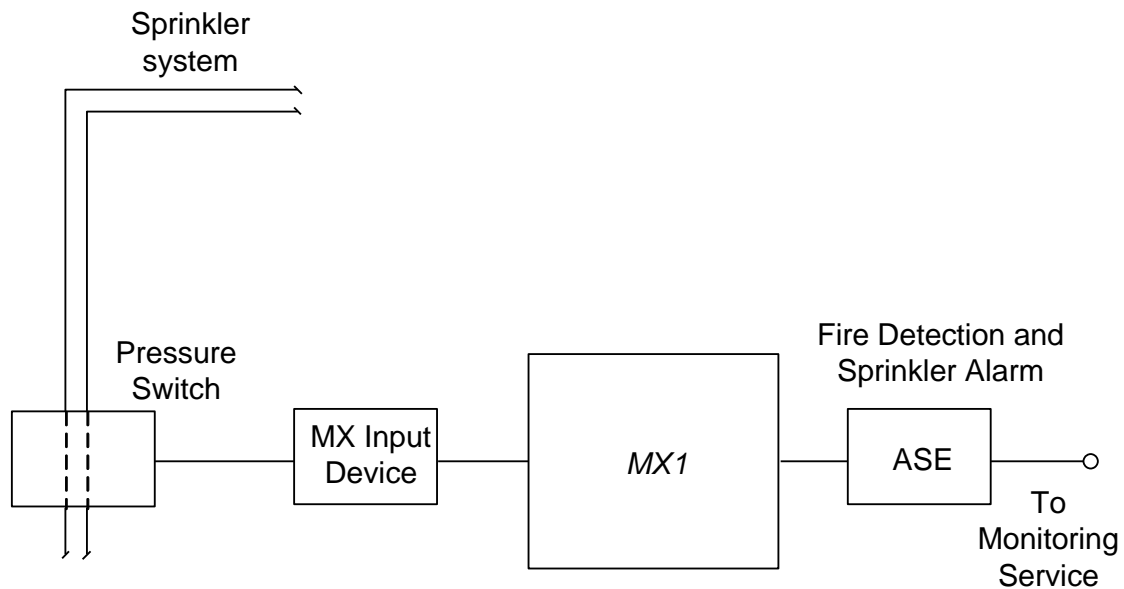 Sprinkler
system
Pressure
Switch
MX Input
Device
MX1
Fire Detection and
Sprinkler Alarm
ASE
To
Monitoring
Service